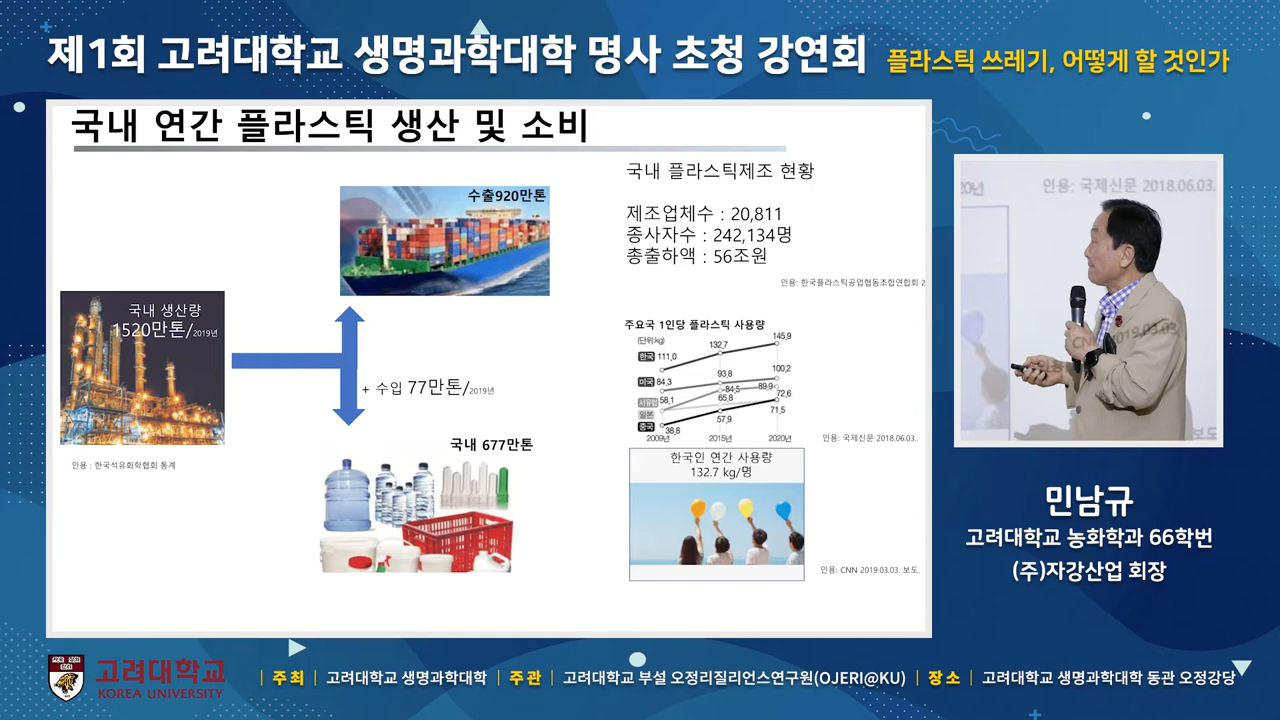 제1회 고려대학교 생명과학대학 명사 초청 강연회 플라스틱 쓰레기, 어떻게 할 것인가
국내 연간 플라스틱 생산 및 소비
수출920만톤
국내 생산량
1520만톤/2019년
인용 : 한국석유화학협회 통계
+ 수입 77만톤/2019년
국내 677만톤
국내 플라스틱제조 현황
제조업체수 : 20,811
종사자수 : 242,134명
총출하액 : 56조원
인용: 한국플라스틱공업협동조합연합회 2
주요국 1인당 플라스틱 사용량
(단위:kg)
한국 111.0 132.7 145.9
미국 84.3 93.8 100.2
서유럽 84.5 89.9
일본 58.1 65.8 72.6
중국 38.8 57.9 71.5
2009년 2015년 2020년
인용: 국제신문 2018.06.03..
한국인 연간 사용량
132.7 kg/명
인용: CNN 2019.03.03. 보도.
20년 인용: 국제신문 2018.06.03.
2019.03.03.
보도
민남규
고려대학교 농화학과 66학번
(주)자강산업 회장
고려대학교
KOREA UNIVERSITY
| 주최 | 고려대학교 생명과학대학 | 주관 | 고려대학교 부설 오정리질리언스연구원(OJERI@KU) | 장소 | 고려대학교 생명과학대학 동관 오정강당